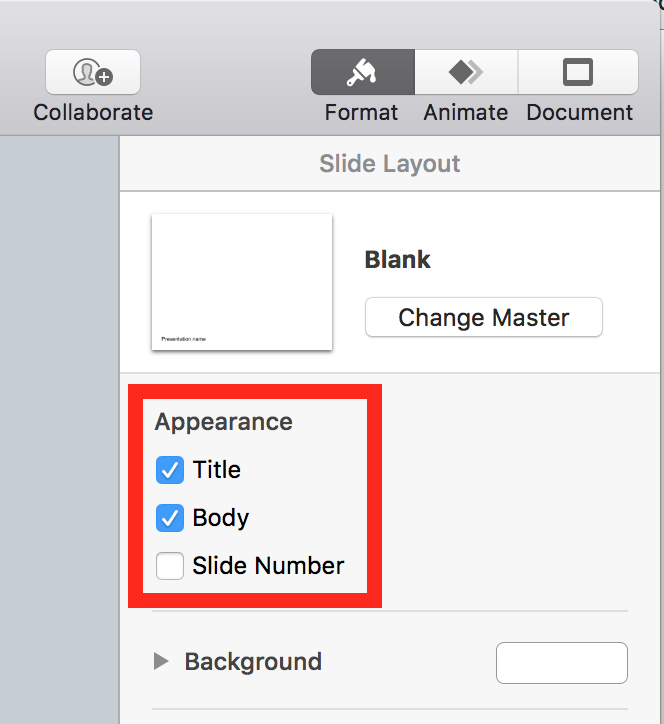 Collaborate
Format
Animate
Document
Slide Layout
Blank
Change Master
Presentation name
Appearance
Title
Body
Slide Number
Background